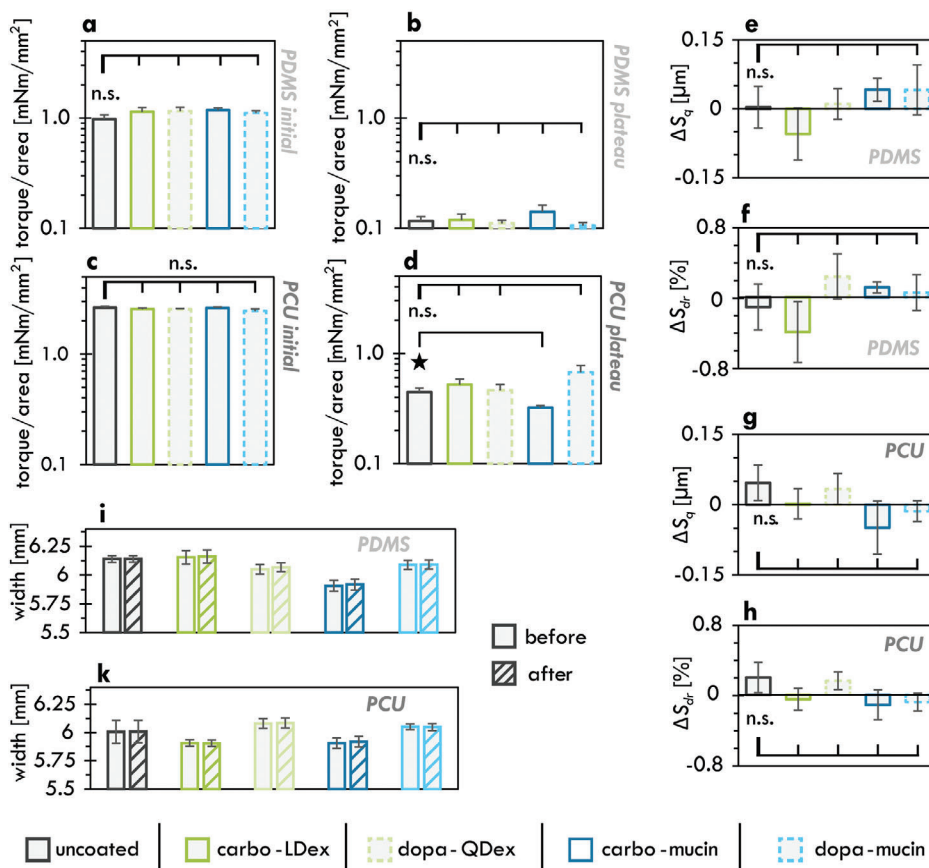 a
torque/area [mNm/mm²]
1.0
0.1
n.s.
PDMS initial
b
torque/area [mNm/mm²]
1.0
0.1
n.s.
PDMS plateau
c
torque/area [mNm/mm²]
1.0
0.1
n.s.
PCU initial
d
torque/area [mNm/mm²]
1.0
0.1
n.s.
★
PCU plateau
e
ΔSq [µm]
0.15
0
-0.15
n.s.
PDMS
f
ΔSdr [%]
0.8
0
-0.8
n.s.
PDMS
g
ΔSq [µm]
0.15
0
-0.15
n.s.
PCU
h
ΔSdr [%]
0.8
0
-0.8
n.s.
PCU
i
width [mm]
6.25
6
5.75
5.5
PDMS
k
width [mm]
6.25
6
5.75
5.5
PCU
before
after
uncoated
carbo-LDex
dopa-QDex
carbo-mucin
dopa-mucin